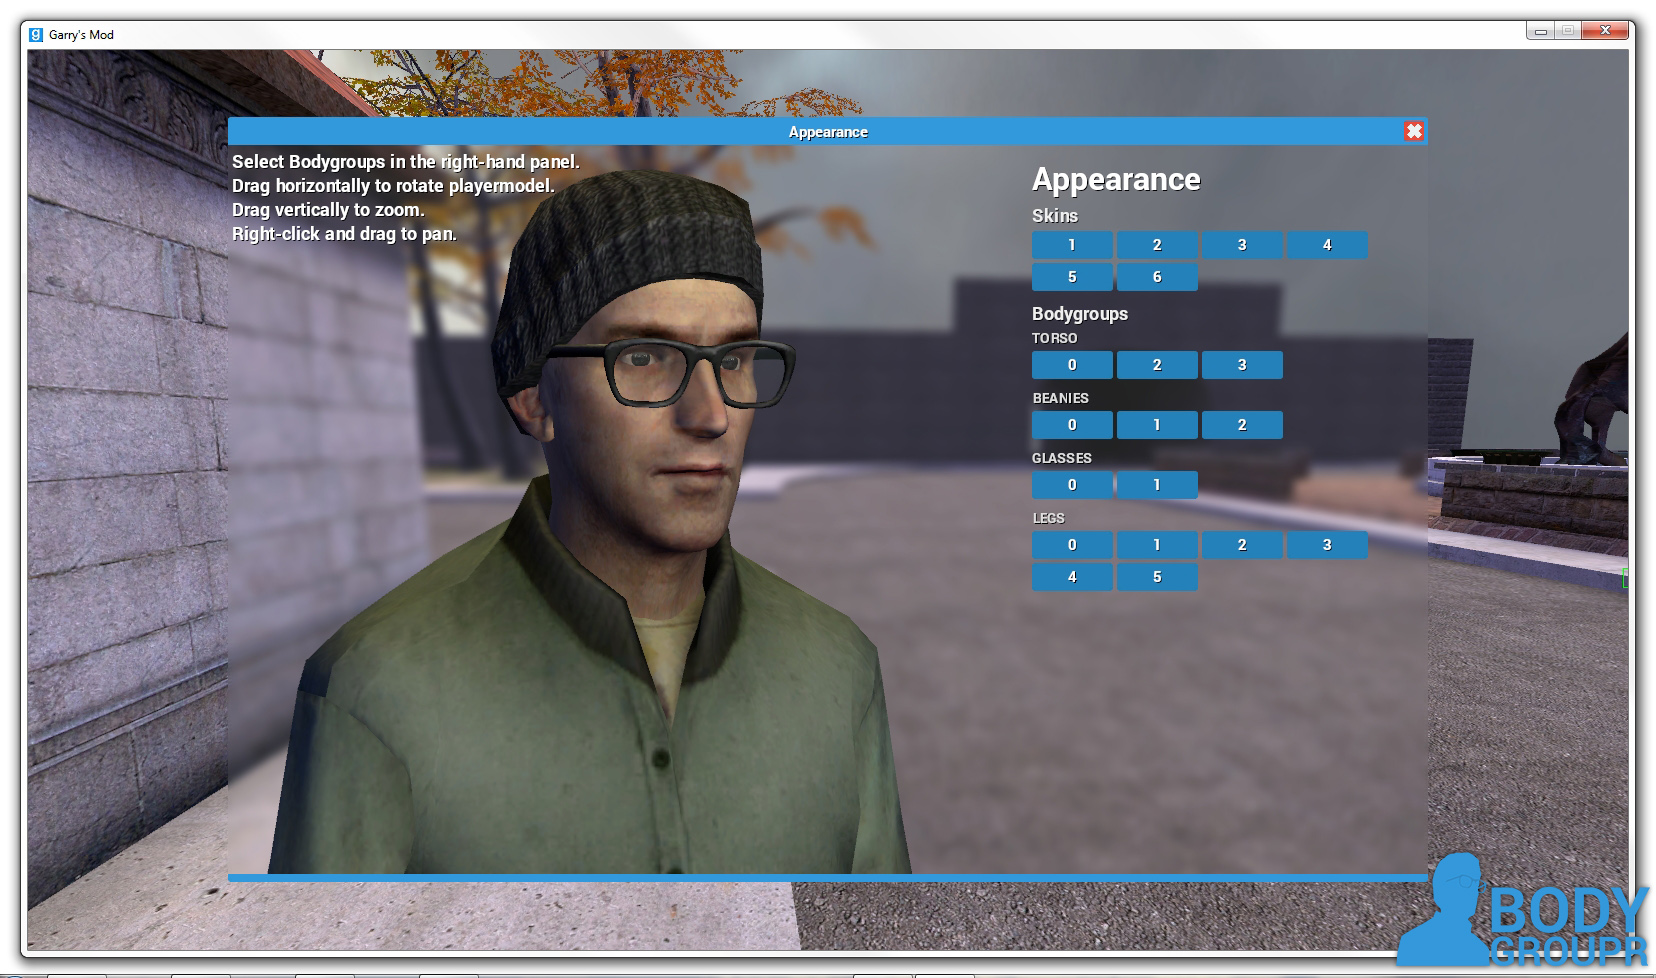 Garry's Mod
Appearance
Select Bodygroups in the right-hand panel.
Drag horizontally to rotate playermodel.
Drag vertically to zoom.
Right-click and drag to pan.
Appearance
Skins
1 2 3 4
5 6
Bodygroups
TORSO
0 2 3
BEANIES
0 1 2
GLASSES
0 1
LEGS
0 1 2 3
4 5
BODY
GROUPR